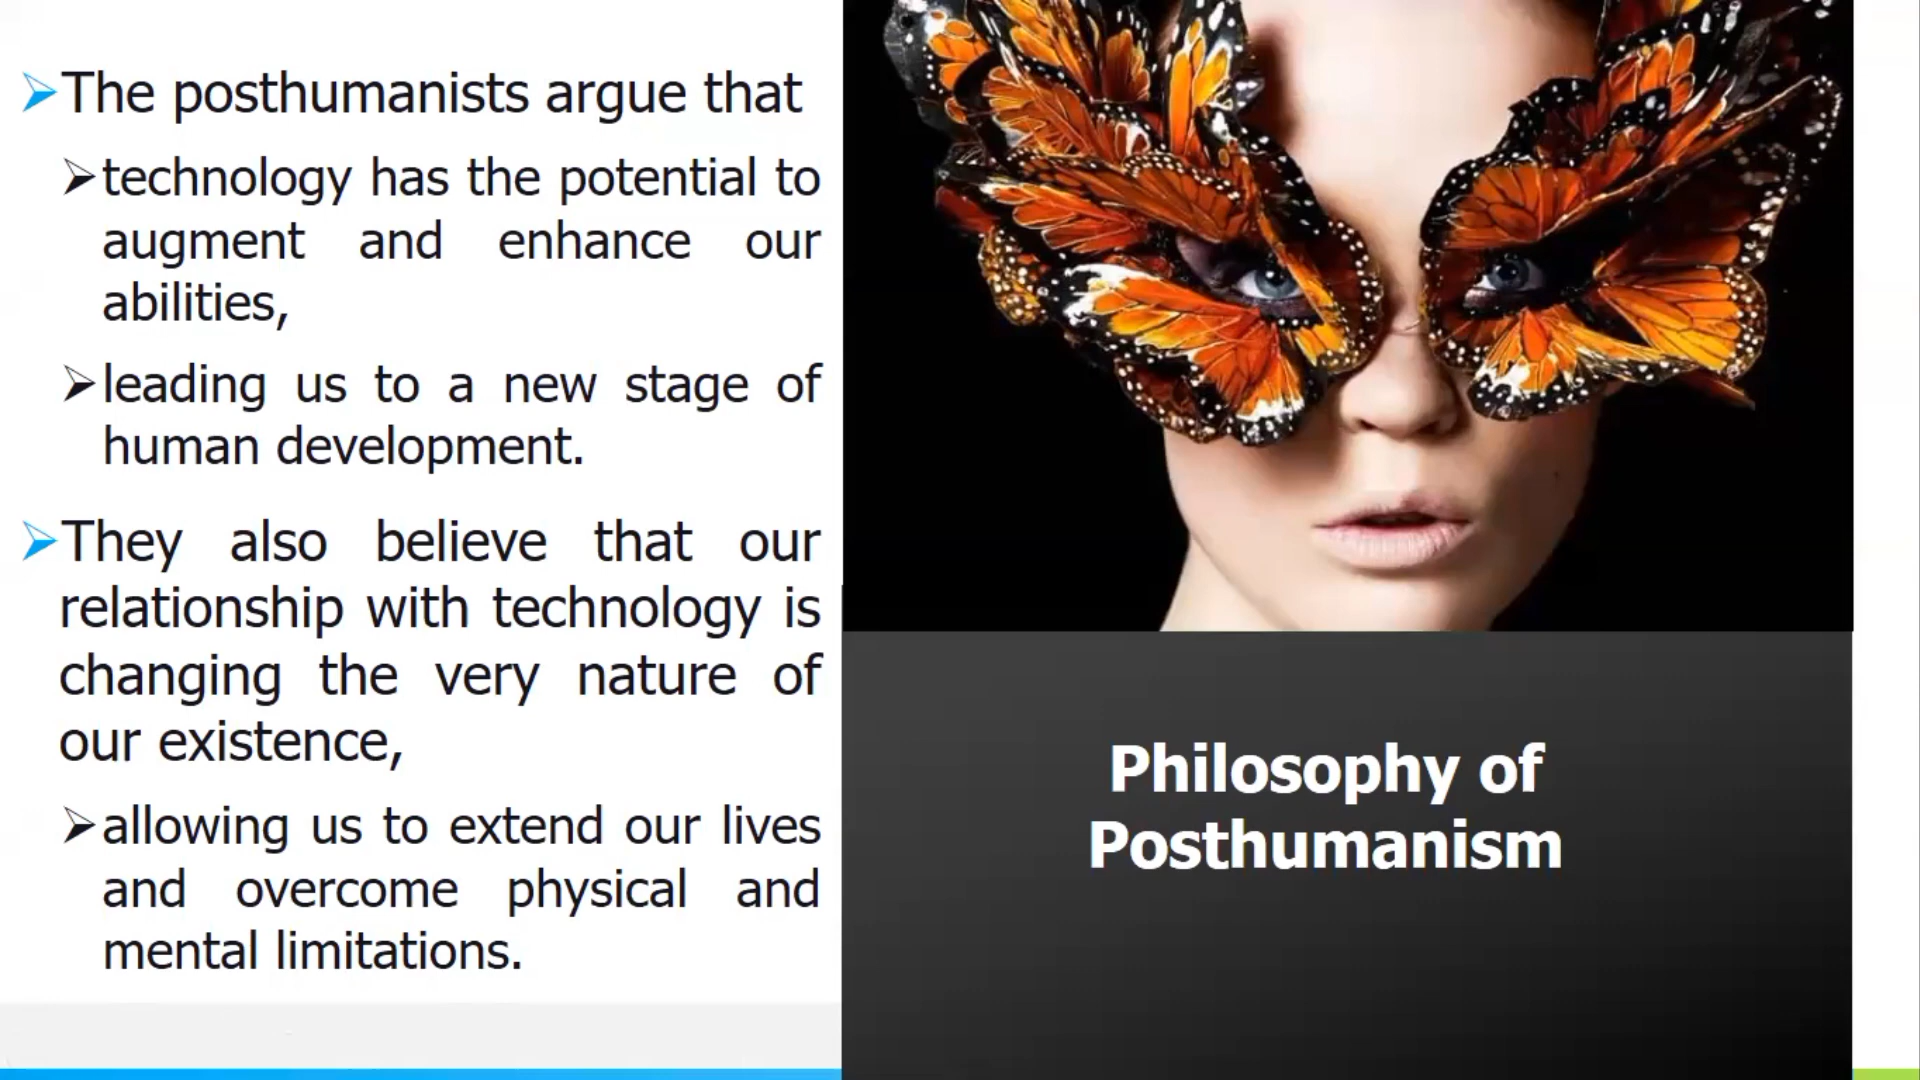 The posthumanists argue that
technology has the potential to
augment and enhance our
abilities,
leading us to a new stage of
human development.
They also believe that our
relationship with technology is
changing the very nature of
our existence,
allowing us to extend our lives
and overcome physical and
mental limitations.
Philosophy of
Posthumanism